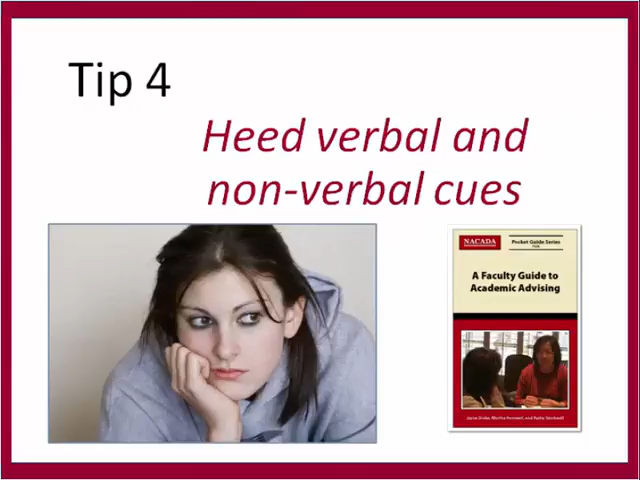 Tip 4
Heed verbal and
non-verbal cues
NACADA
Pocket Guide Series
A Faculty Guide to
Academic Advising